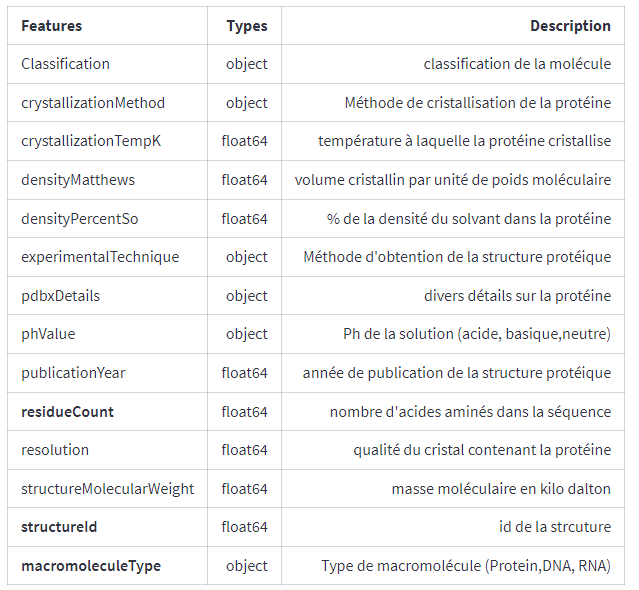 Features Types Description
Classification object classification de la molécule
crystallizationMethod object Méthode de cristallisation de la protéine
crystallizationTempK float64 température à laquelle la protéine cristallise
densityMatthews float64 volume cristallin par unité de poids moléculaire
densityPercentSo float64 % de la densité du solvant dans la protéine
experimentalTechnique object Méthode d'obtention de la structure protéique
pdbxDetails object divers détails sur la protéine
phValue object Ph de la solution (acide, basique,neutre)
publicationYear float64 année de publication de la structure protéique
residueCount float64 nombre d'acides aminés dans la séquence
resolution float64 qualité du cristal contenant la protéine
structureMolecularWeight float64 masse moléculaire en kilo dalton
structureId float64 id de la strcuture
macromoleculeType object Type de macromolécule (Protein,DNA, RNA)